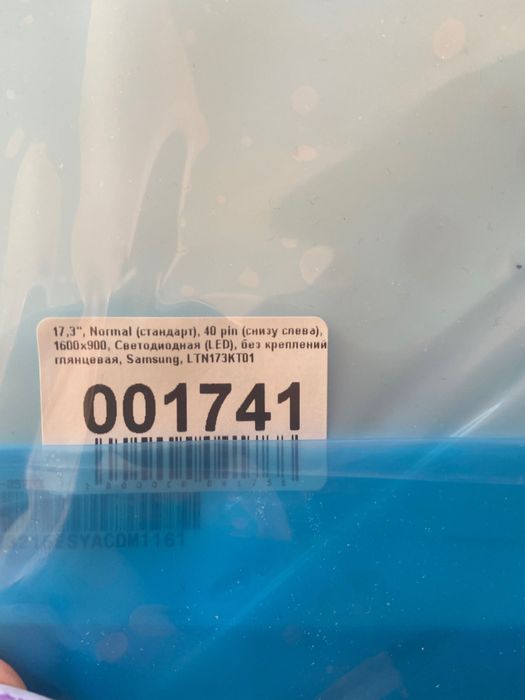 17,3", Normal (стандарт), 40 pin (снизу слева),
1600x900, Светодиодная (LED), без креплений
глянцевая, Samsung, LTN173KT01
001741